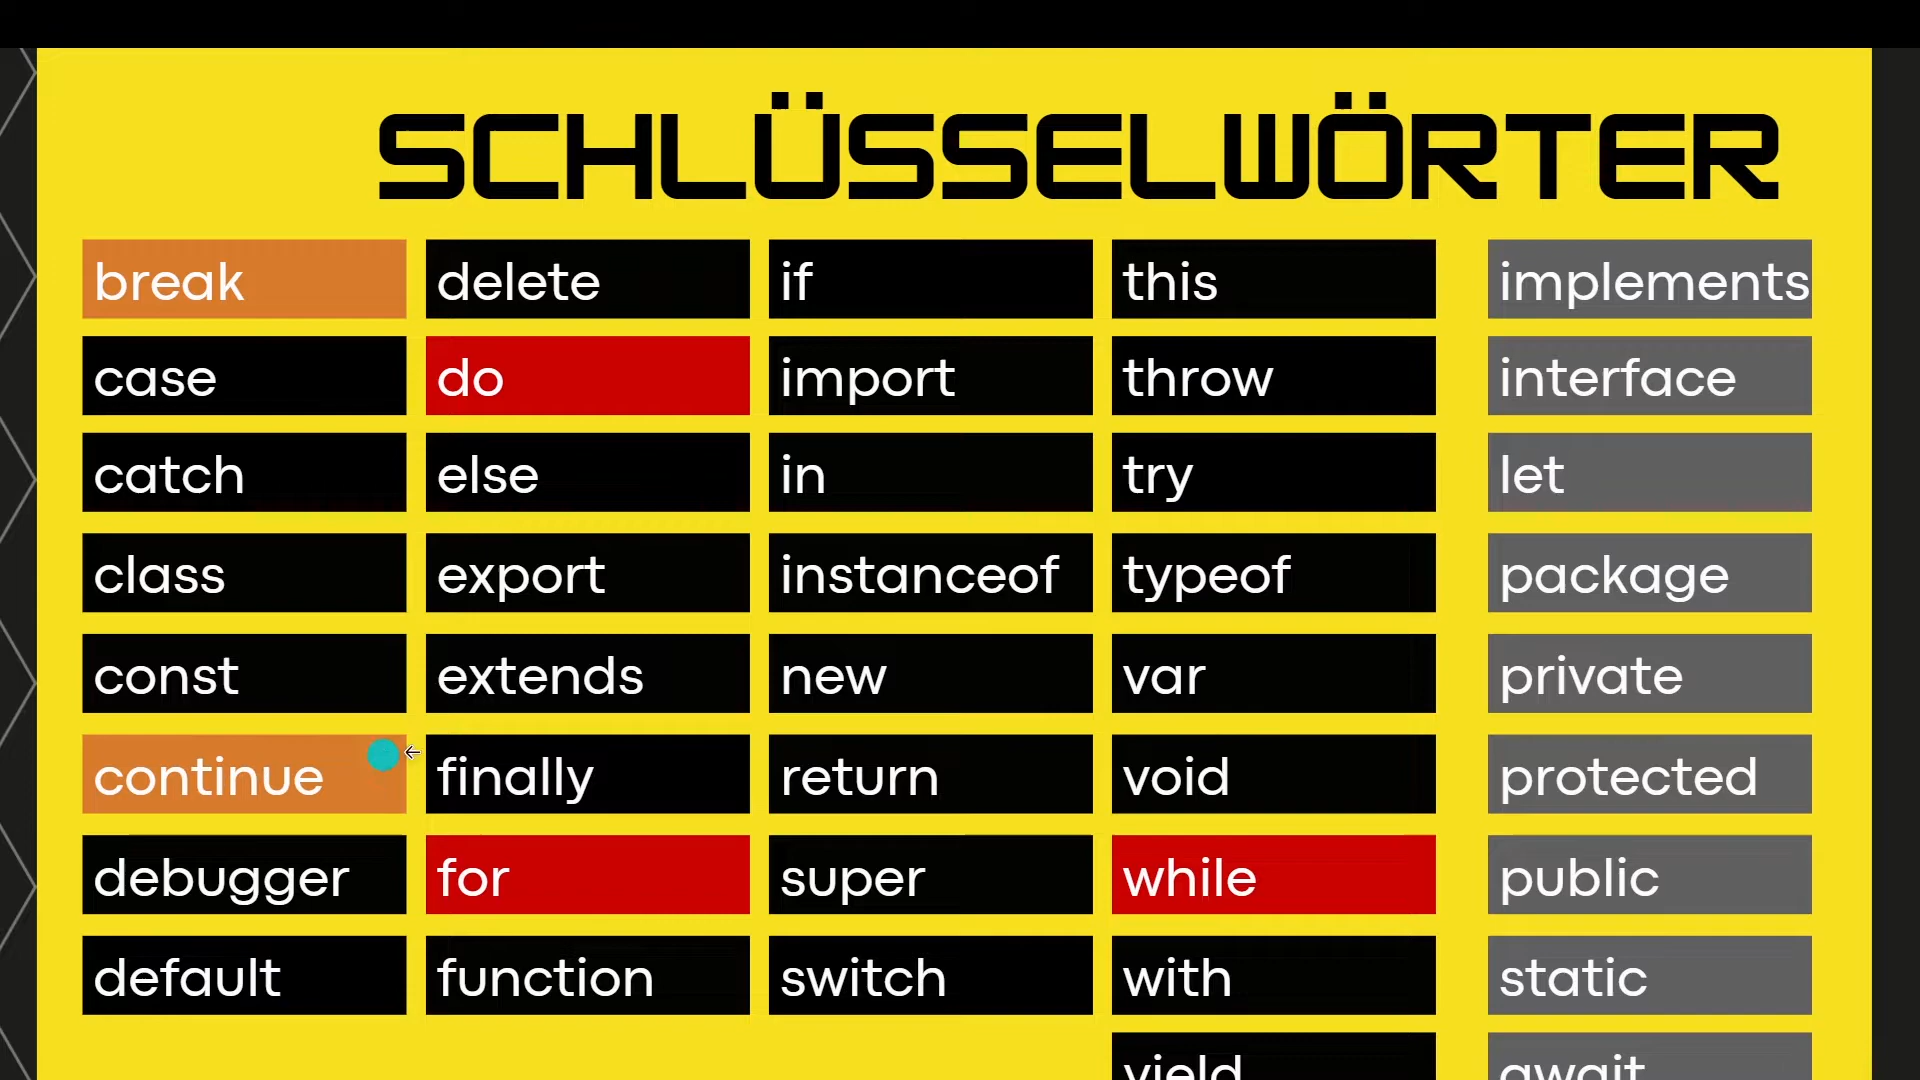 SCHLÜSSELWÖRTER
break delete if this implements
case do import throw interface
catch else in try let
class export instanceof typeof package
const extends new var private
continue finally return void protected
debugger for super while public
default function switch with static
yield await